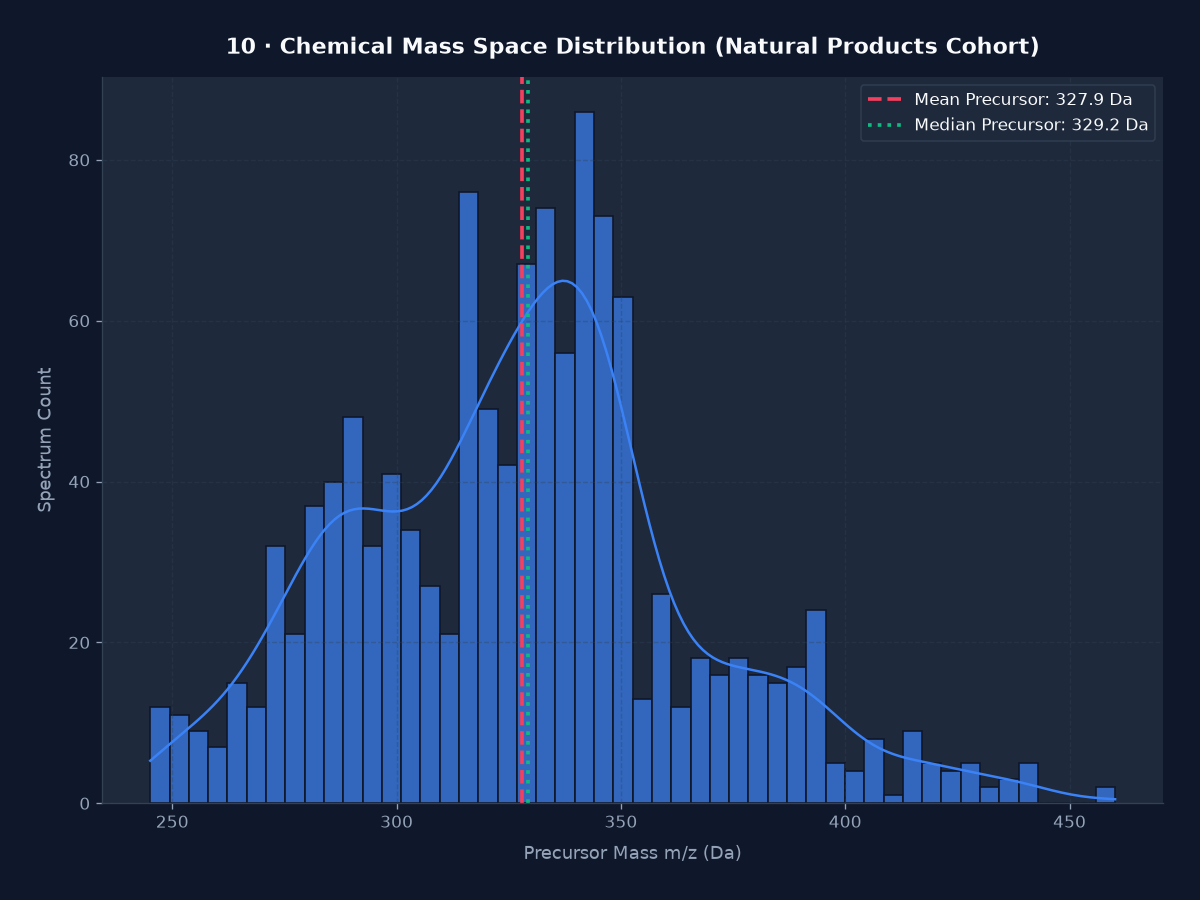 10 · Chemical Mass Space Distribution (Natural Products Cohort)
Mean Precursor: 327.9 Da
Median Precursor: 329.2 Da
80
60
40
20
0
Spectrum Count
250 300 350 400 450
Precursor Mass m/z (Da)